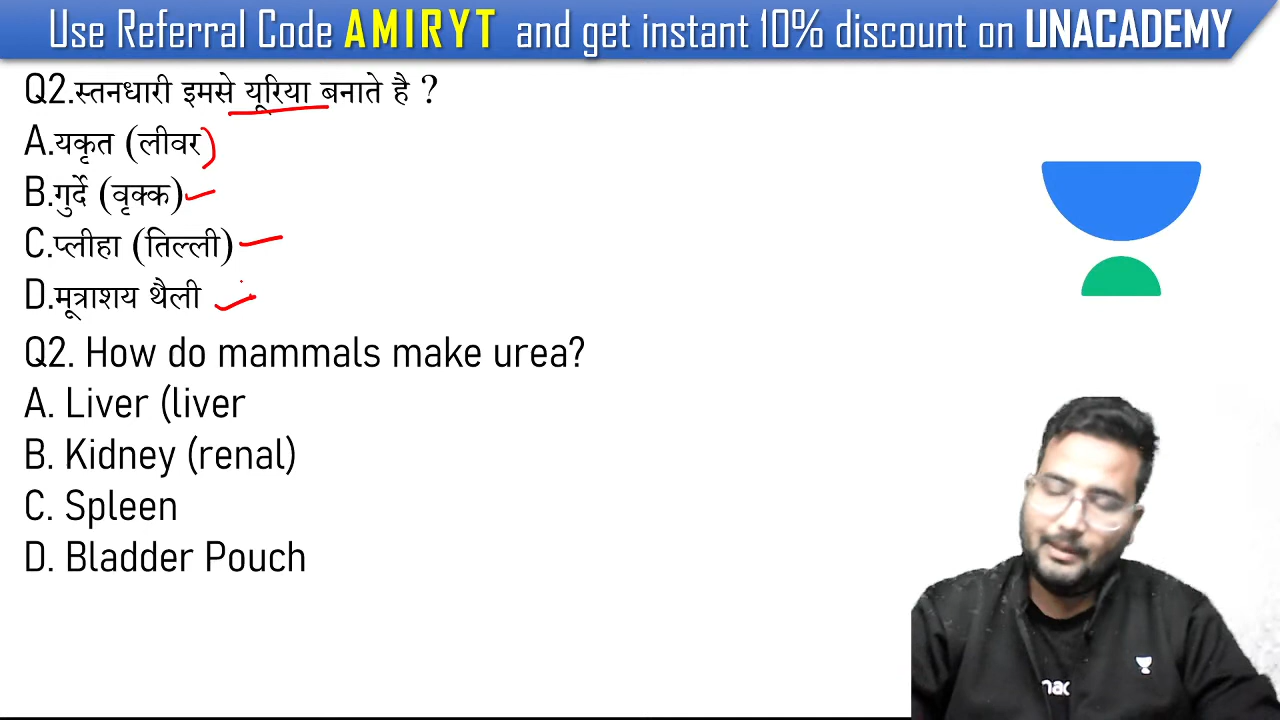 Use Referral Code AMIRYT and get instant 10% discount on UNACADEMY
Q2.स्तनधारी इमसे यूरिया बनाते है ?
A.यकृत (लीवर)
B.गुर्दे (वृक्क)
C.प्लीहा (तिल्ली)
D.मूत्राशय थैली
Q2. How do mammals make urea?
A. Liver (liver
B. Kidney (renal)
C. Spleen
D. Bladder Pouch